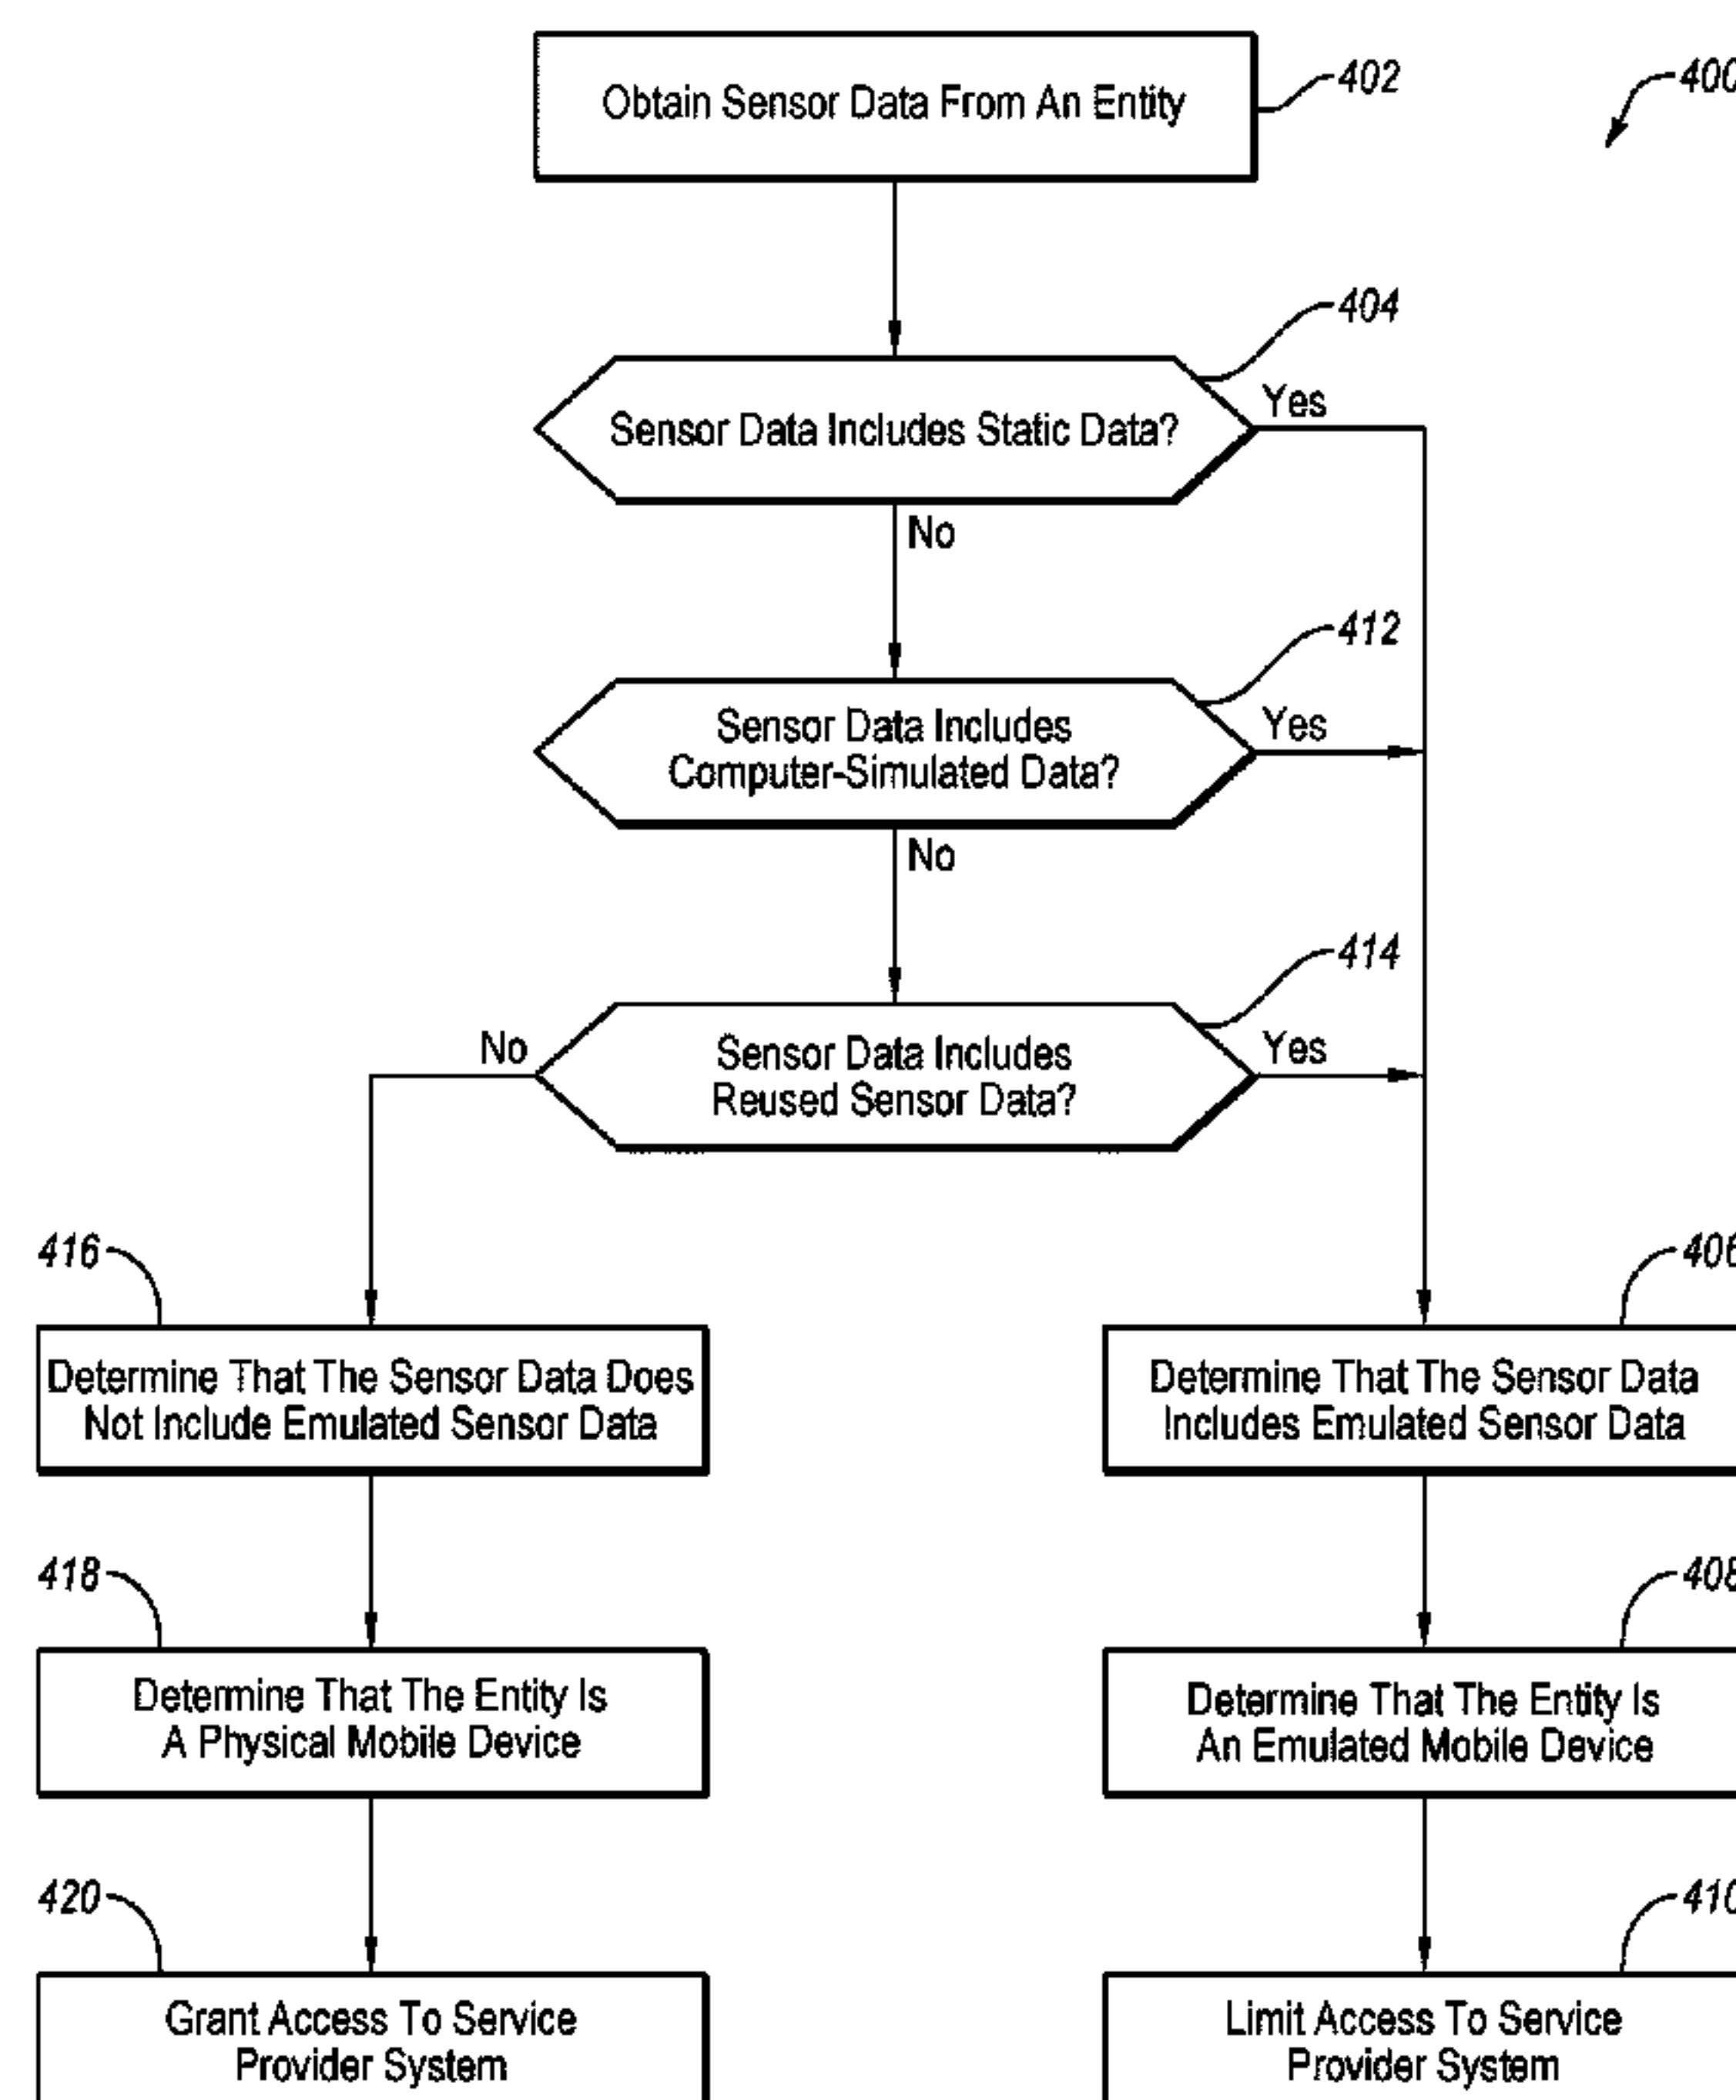 Obtain Sensor Data From An Entity
402
400
404
Sensor Data Includes Static Data?
Yes
No
412
Sensor Data Includes
Computer-Simulated Data?
Yes
No
414
No
Sensor Data Includes
Reused Sensor Data?
Yes
416
406
Determine That The Sensor Data Does
Not Include Emulated Sensor Data
Determine That The Sensor Data
Includes Emulated Sensor Data
418
408
Determine That The Entity Is
A Physical Mobile Device
Determine That The Entity Is
An Emulated Mobile Device
420
410
Grant Access To Service
Provider System
Limit Access To Service
Provider System